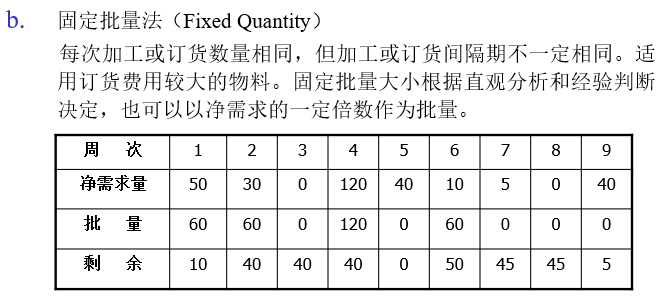 b. 固定批量法（Fixed Quantity）
每次加工或订货数量相同，但加工或订货间隔期不一定相同。适
用订货费用较大的物料。固定批量大小根据直观分析和经验判断
决定，也可以以净需求的一定倍数作为批量。
周 次 1 2 3 4 5 6 7 8 9
净需求量 50 30 0 120 40 10 5 0 40
批 量 60 60 0 120 0 60 0 0 0
剩 余 10 40 40 40 0 50 45 45 5